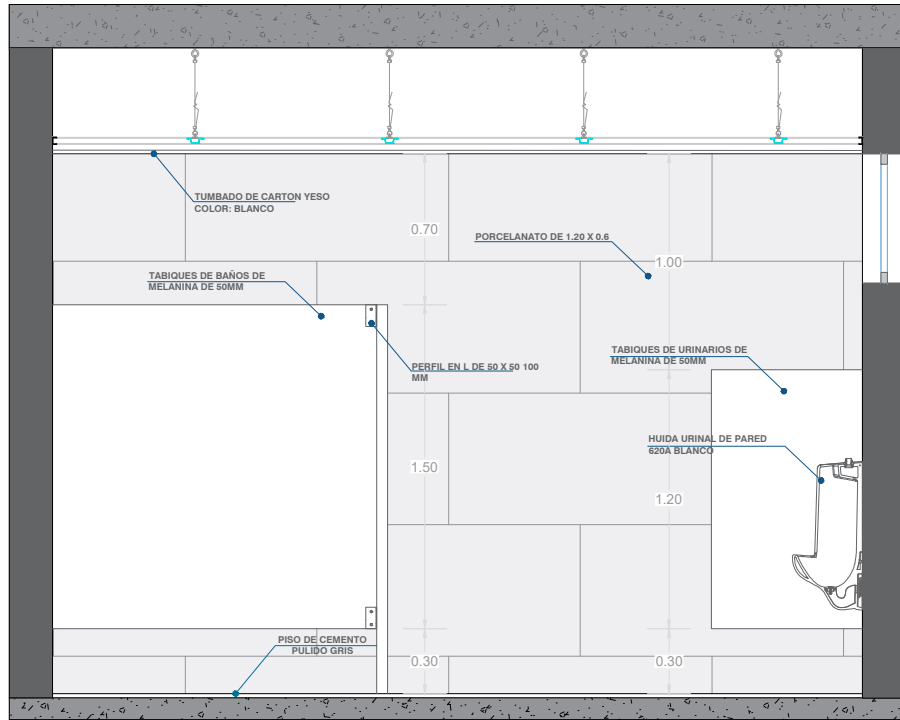 TUMBADO DE CARTON YESO
COLOR: BLANCO
0.70
PORCELANATO DE 1.20 X 0.6
1.00
TABIQUES DE BAÑOS DE
MELANINA DE 50MM
TABIQUES DE URINARIOS DE
MELANINA DE 50MM
PERFIL EN L DE 50 X 50 100
MM
HUIDA URINAL DE PARED
620A BLANCO
1.50
1.20
PISO DE CEMENTO
PULIDO GRIS
0.30
0.30